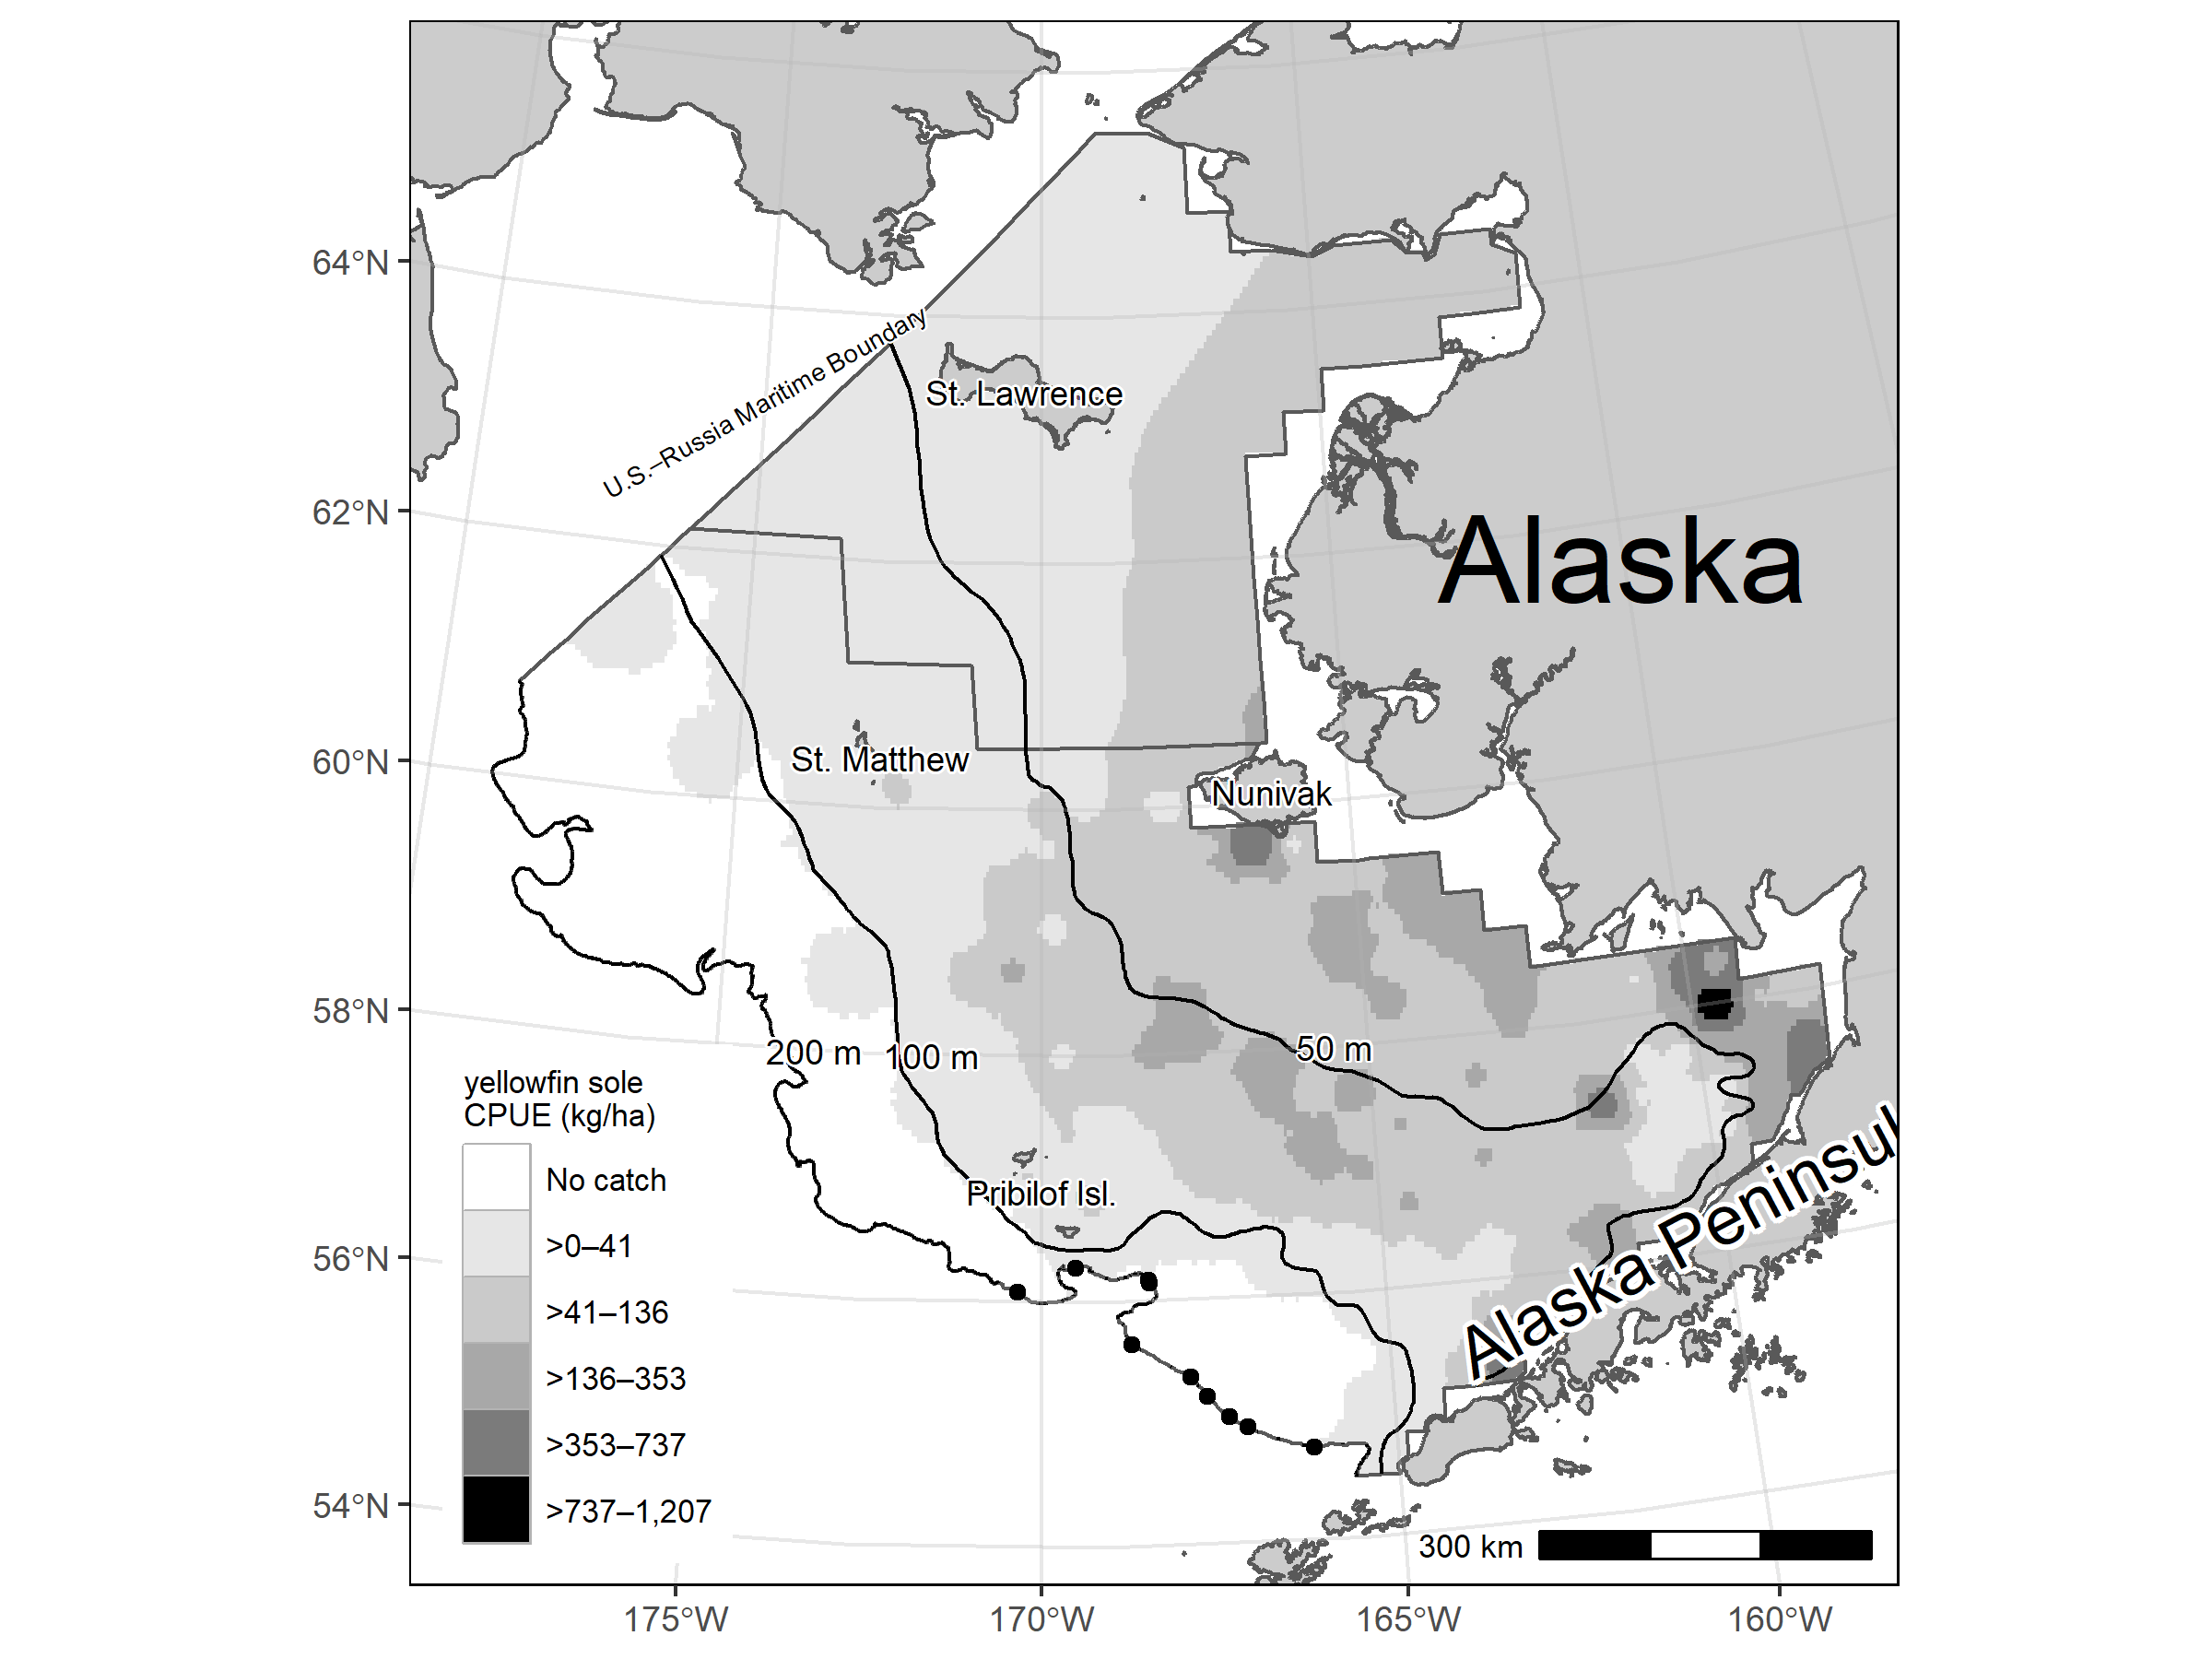 64°N
62°N
60°N
58°N
56°N
54°N
175°W
170°W
165°W
160°W
U.S.–Russia Maritime Boundary
St. Lawrence
Alaska
St. Matthew
Nunivak
200 m
100 m
50 m
Pribilof Isl.
Alaska Peninsul
yellowfin sole
CPUE (kg/ha)
No catch
>0–41
>41–136
>136–353
>353–737
>737–1,207
300 km